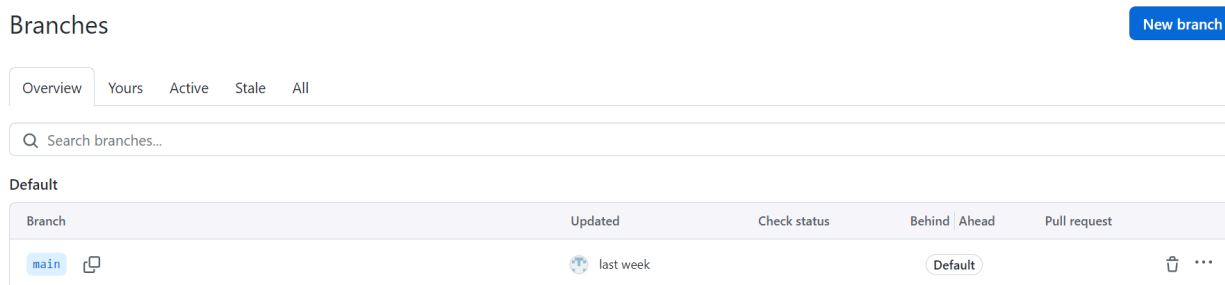 Branches
New branch
Overview Yours Active Stale All
Search branches...
Default
Branch Updated Check status Behind Ahead Pull request
main last week Default